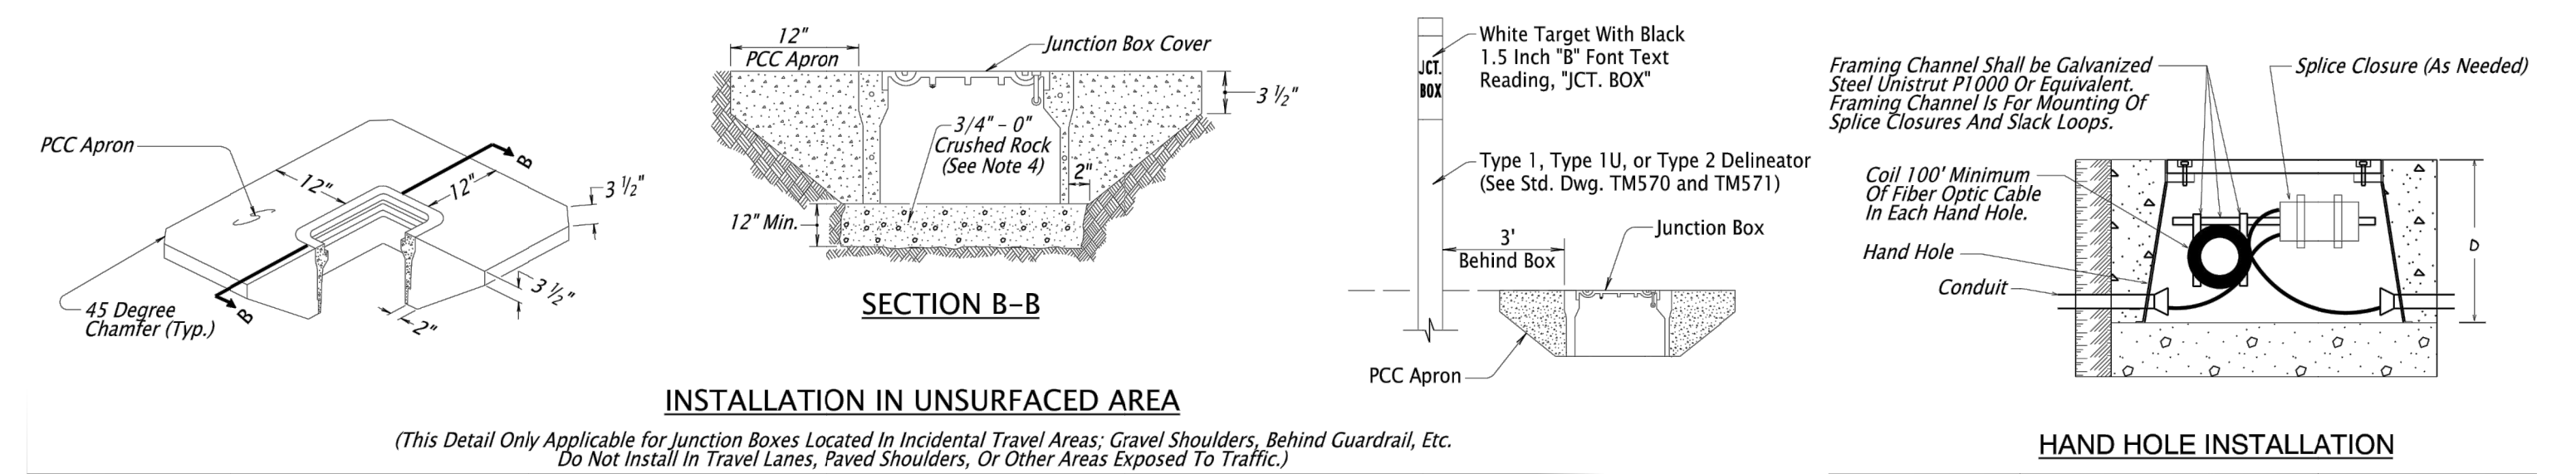 PCC Apron
12"
12"
B
3 1/2"
3 1/2"
2"
B
45 Degree
Chamfer (Typ.)
12"
PCC Apron
Junction Box Cover
3 1/2"
3/4" - 0"
Crushed Rock
(See Note 4)
2"
12" Min.
SECTION B-B
White Target With Black
1.5 Inch "B" Font Text
Reading, "JCT. BOX"
JCT.
BOX
Type 1, Type 1U, or Type 2 Delineator
(See Std. Dwg. TM570 and TM571)
3'
Behind Box
Junction Box
PCC Apron
INSTALLATION IN UNSURFACED AREA
(This Detail Only Applicable for Junction Boxes Located In Incidental Travel Areas; Gravel Shoulders, Behind Guardrail, Etc.
Do Not Install In Travel Lanes, Paved Shoulders, Or Other Areas Exposed To Traffic.)
Framing Channel Shall be Galvanized
Steel Unistrut P1000 Or Equivalent.
Framing Channel Is For Mounting Of
Splice Closures And Slack Loops.
Splice Closure (As Needed)
Coil 100' Minimum
Of Fiber Optic Cable
In Each Hand Hole.
Hand Hole
Conduit
D
HAND HOLE INSTALLATION